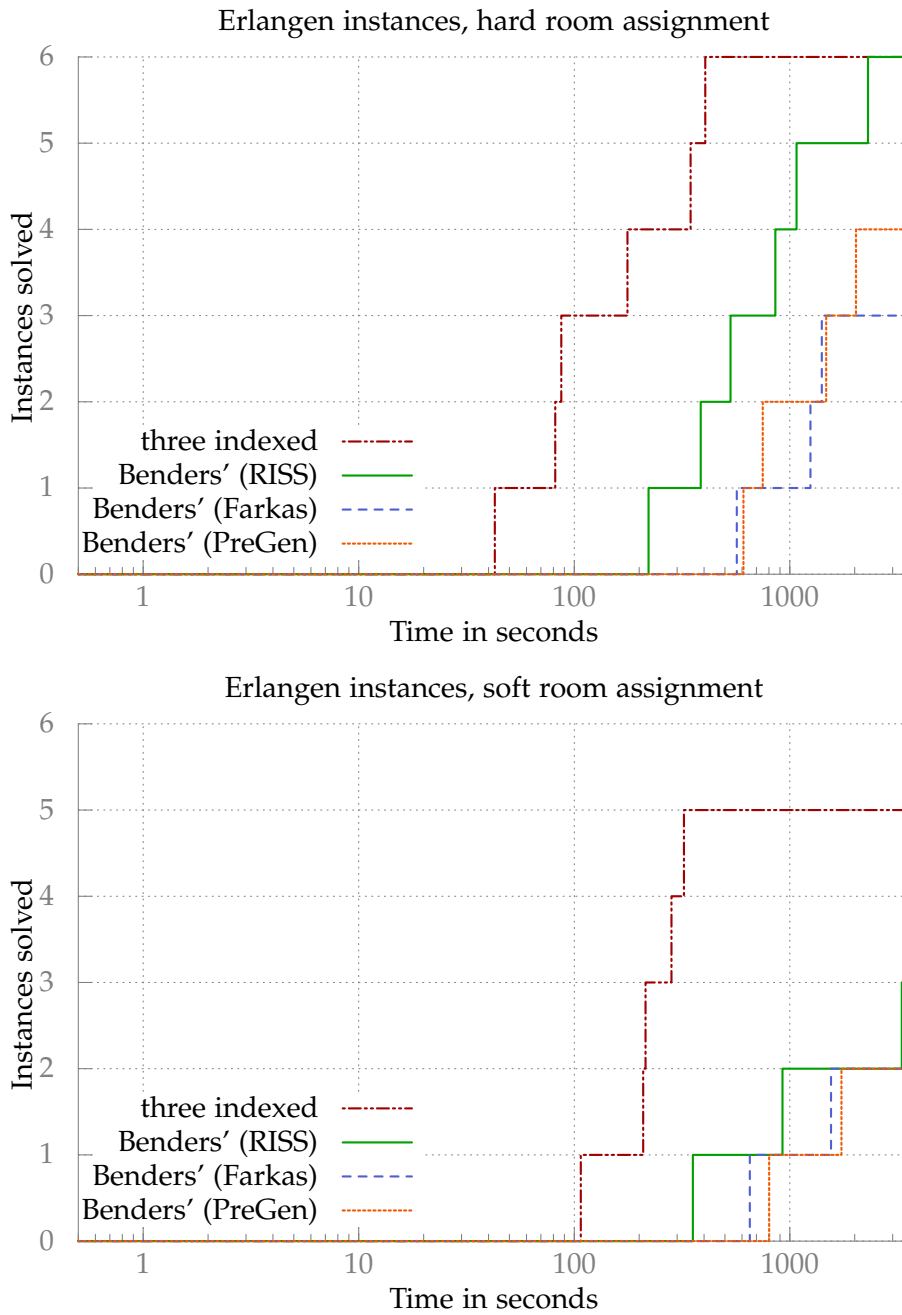 Erlangen instances, hard room assignment
6
5
4
3
2
1
0
Instances solved
three indexed
Benders’ (RISS)
Benders’ (Farkas)
Benders’ (PreGen)
1 10 100 1000
Time in seconds
Erlangen instances, soft room assignment
6
5
4
3
2
1
0
Instances solved
three indexed
Benders’ (RISS)
Benders’ (Farkas)
Benders’ (PreGen)
1 10 100 1000
Time in seconds